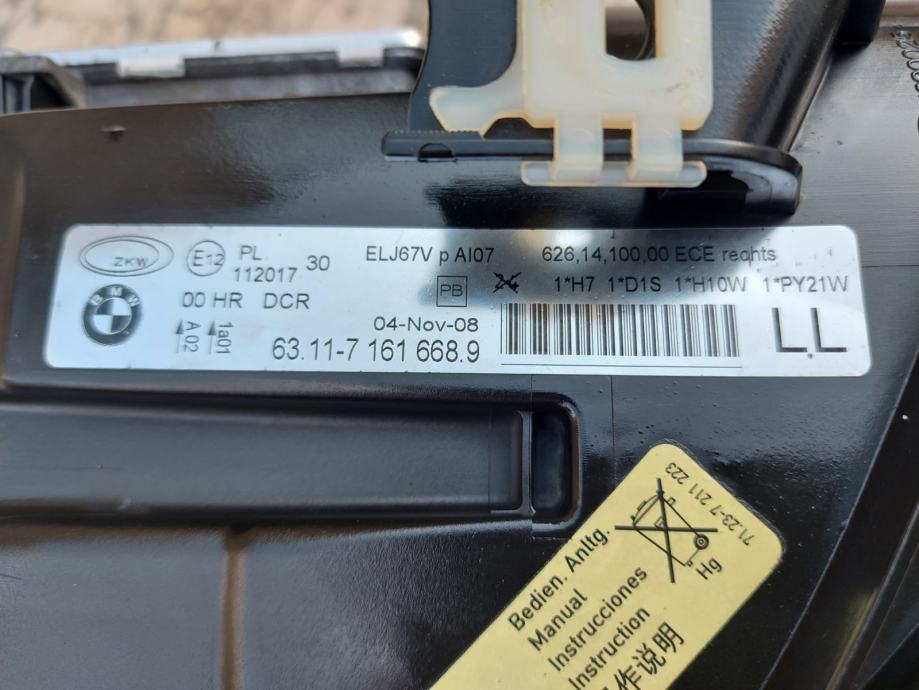 ZKW E12 PL 30 ELJ67V p AI07 626,14,100,00 ECE rechts
112017
PB 1*H7 1*D1S 1*H10W 1*PY21W
BMW 00 HR DCR
A02 1a01 04-Nov-08
63.11-7 161 668.9 LL
71.23-7 211 223
Hg
Bedien. Anltg.
Manual
Instrucciones
Instruction
作说明